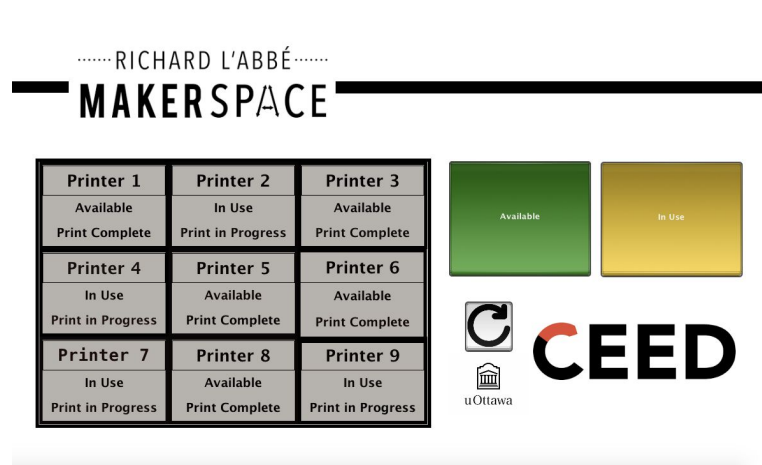 RICHARD L'ABBÉ
MAKERSPACE
Printer 1
Available
Print Complete
Printer 2
In Use
Print in Progress
Printer 3
Available
Print Complete
Printer 4
In Use
Print in Progress
Printer 5
Available
Print Complete
Printer 6
Available
Print Complete
Printer 7
In Use
Print in Progress
Printer 8
Available
Print Complete
Printer 9
In Use
Print in Progress
Available
In Use
CEED
uOttawa